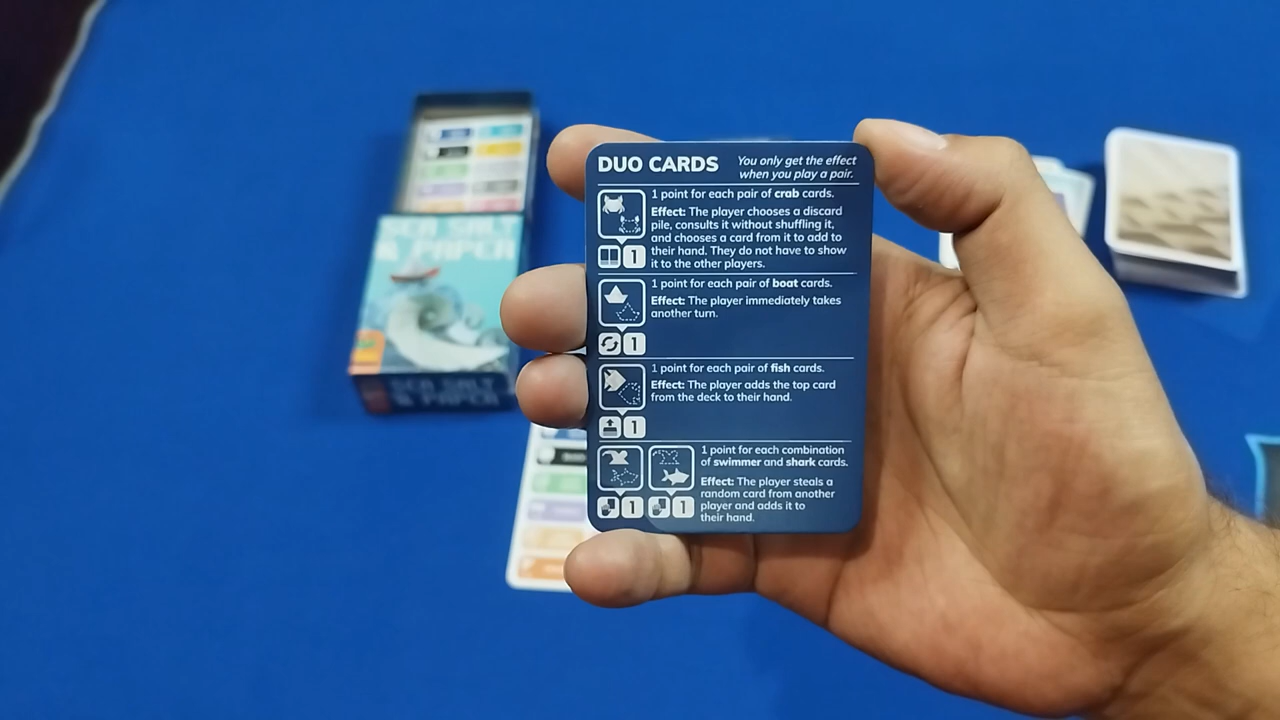 DUO CARDS
You only get the effect
when you play a pair.
1 point for each pair of crab cards.
Effect: The player chooses a discard
pile, consults it without shuffling it,
and chooses a card from it to add to
their hand. They do not have to show
it to the other players.
1
1 point for each pair of boat cards.
Effect: The player immediately takes
another turn.
1
1 point for each pair of fish cards.
Effect: The player adds the top card
from the deck to their hand.
1
1 point for each combination
of swimmer and shark cards.
Effect: The player steals a
random card from another
player and adds it to
their hand.
1 1
SEA SALT
& PAPER
SEA SALT
& PAPER